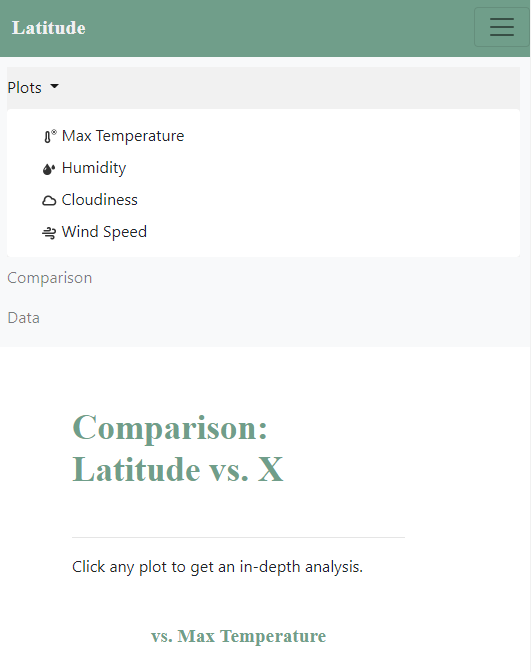 Latitude
Plots
Max Temperature
Humidity
Cloudiness
Wind Speed
Comparison
Data
Comparison:
Latitude vs. X
Click any plot to get an in-depth analysis.
vs. Max Temperature